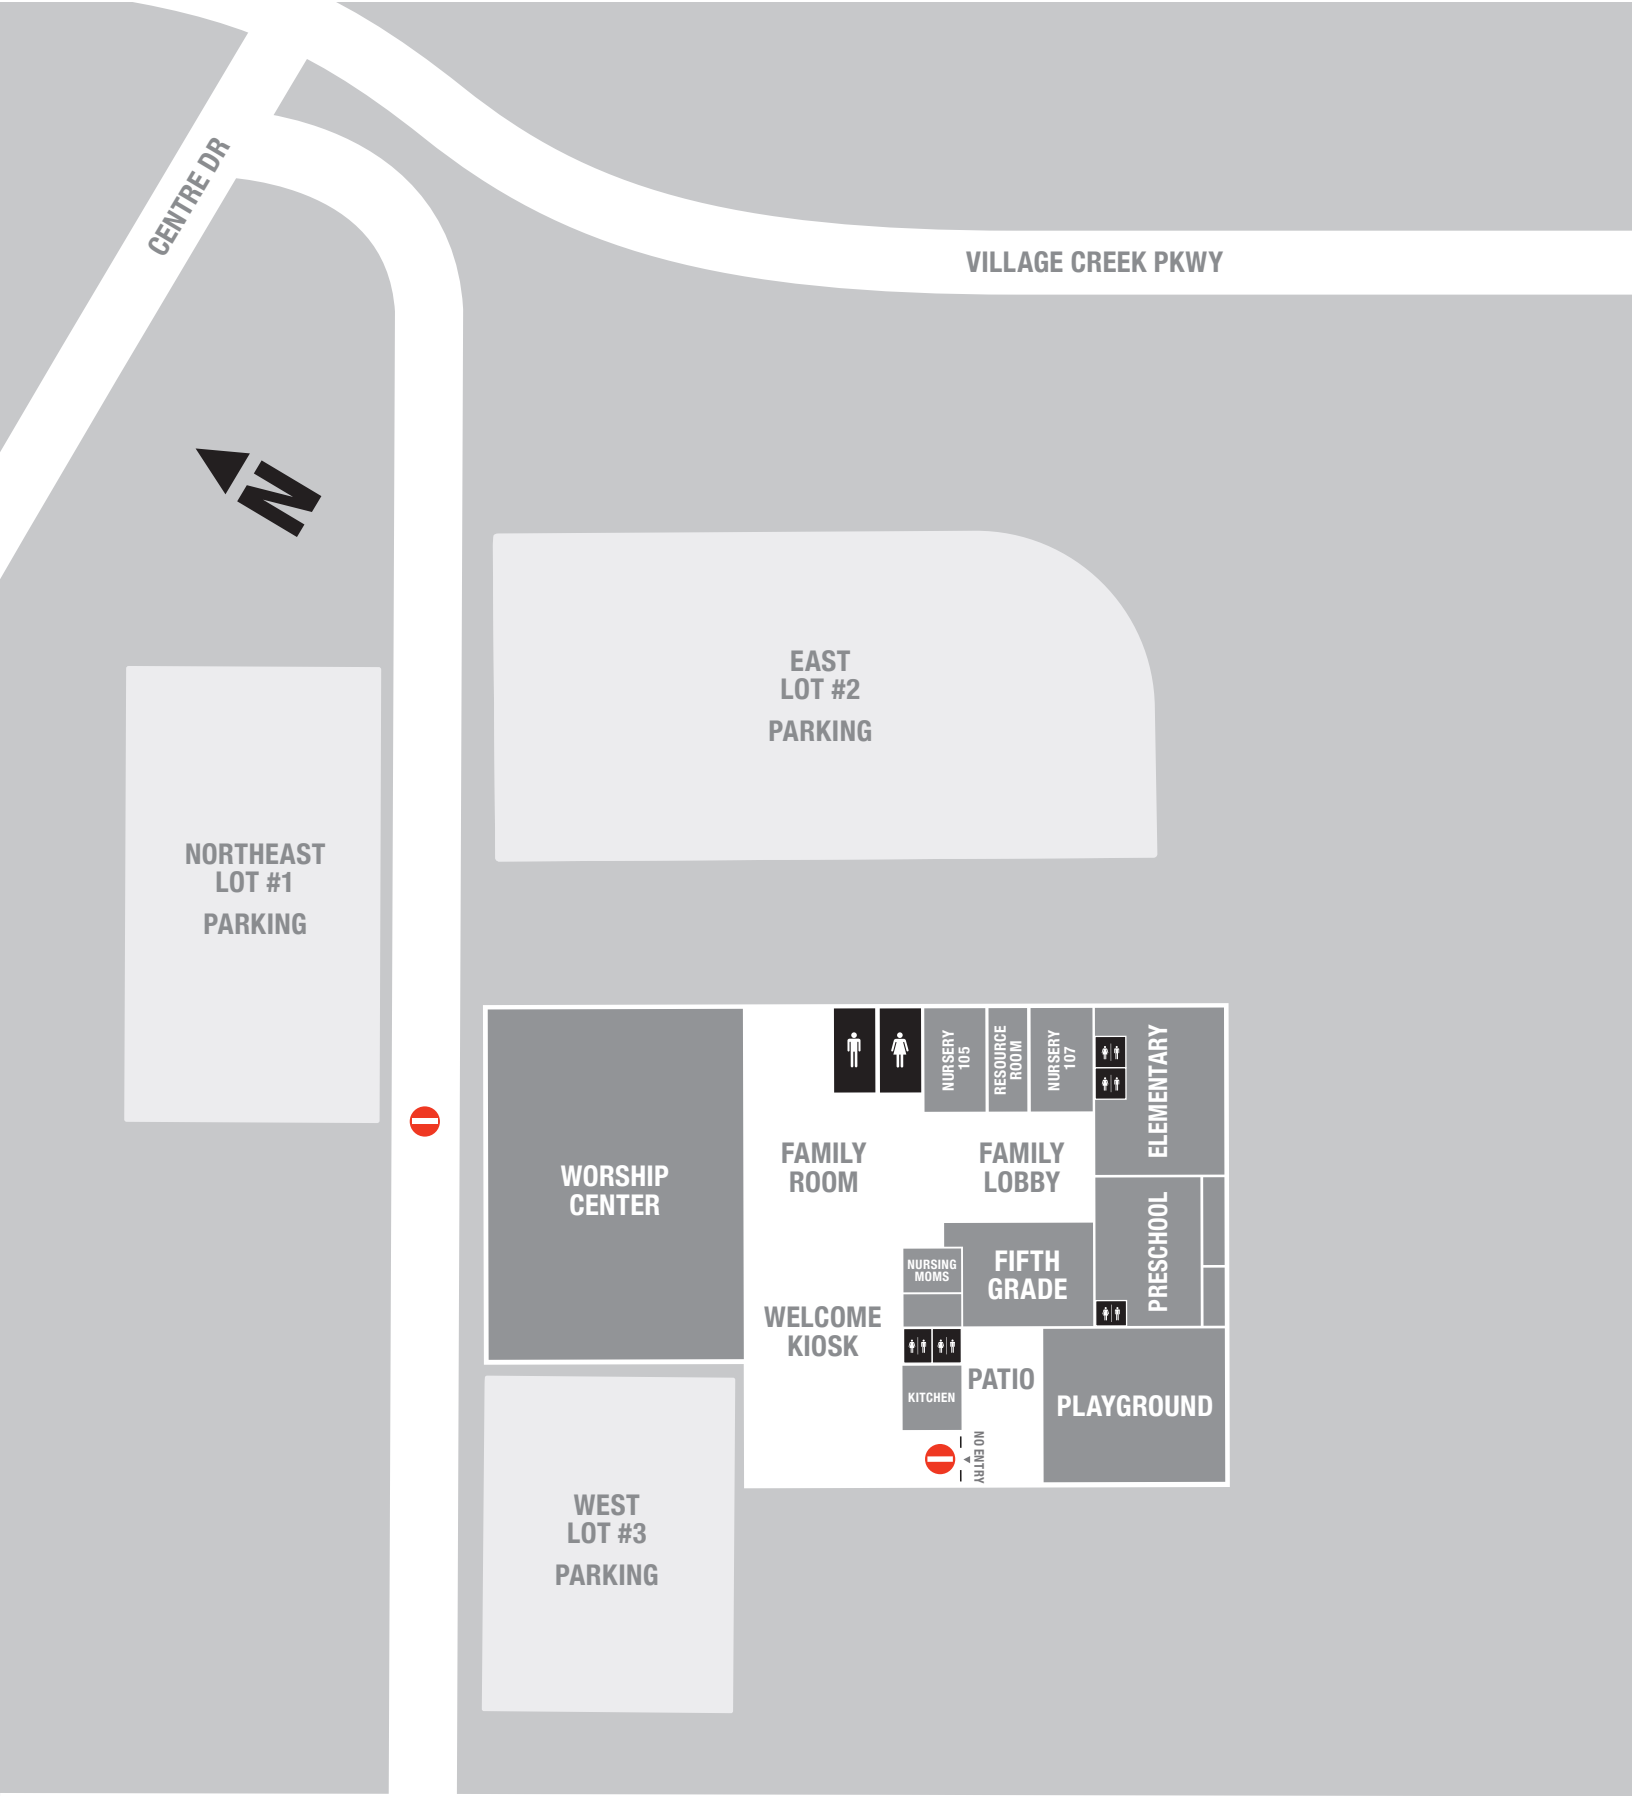 CENTRE DR
VILLAGE CREEK PKWY
N
EAST
LOT #2
PARKING
NORTHEAST
LOT #1
PARKING
NURSERY
105
RESOURCE
ROOM
NURSERY
107
ELEMENTARY
WORSHIP
CENTER
FAMILY
ROOM
FAMILY
LOBBY
PRESCHOOL
NURSING
MOMS
FIFTH
GRADE
WELCOME
KIOSK
KITCHEN
PATIO
PLAYGROUND
NO ENTRY
WEST
LOT #3
PARKING